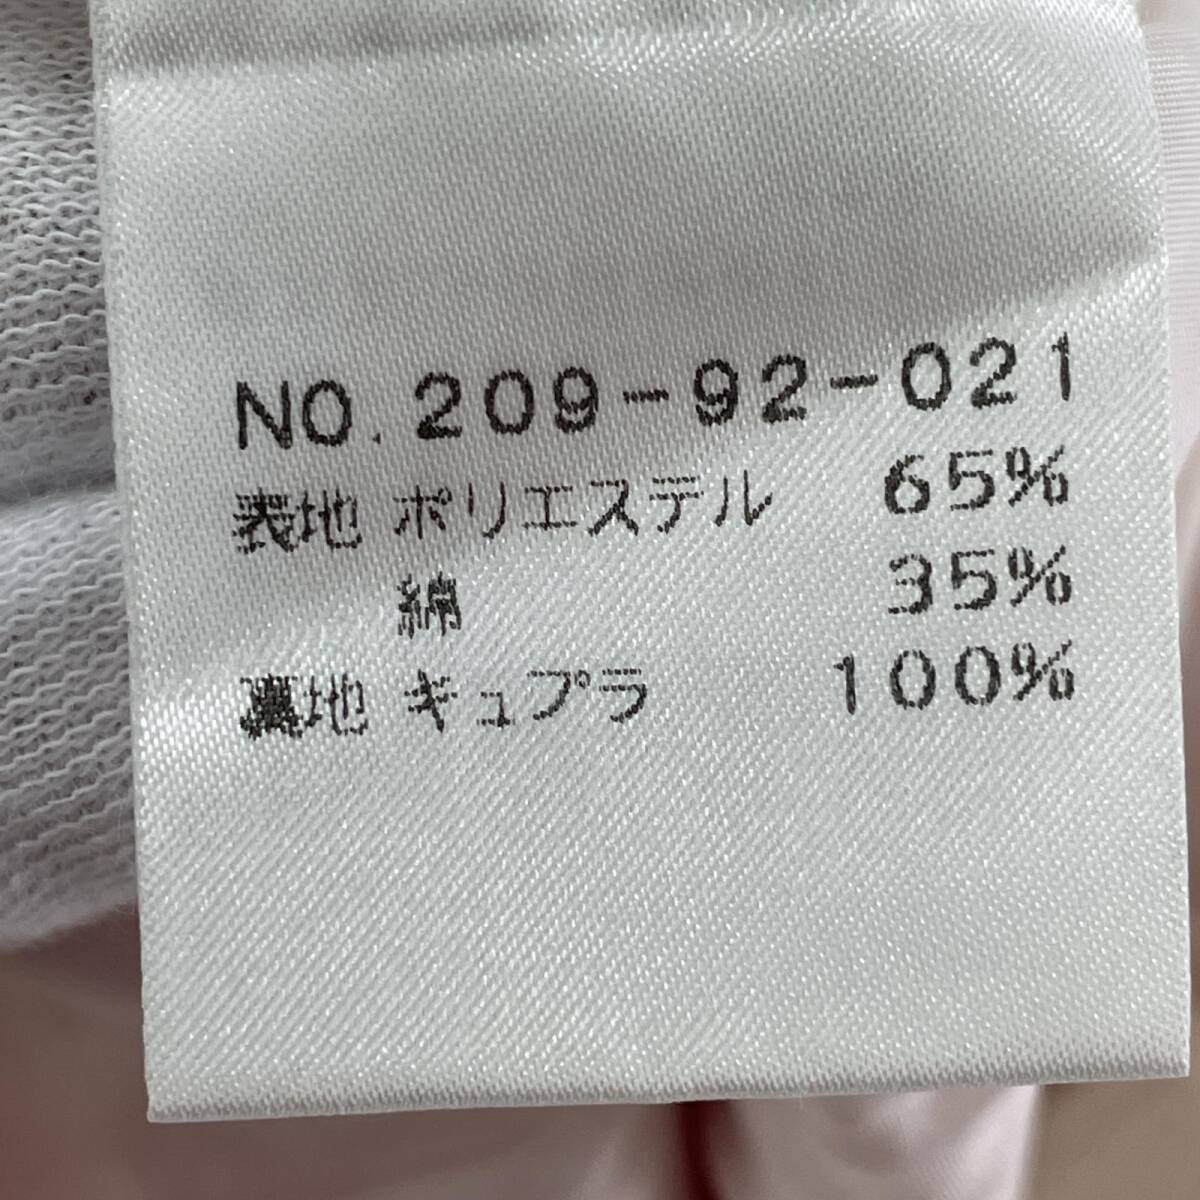 NO.209-92-021
表地 ポリエステル 65%
綿 35%
裏地 キュプラ 100%